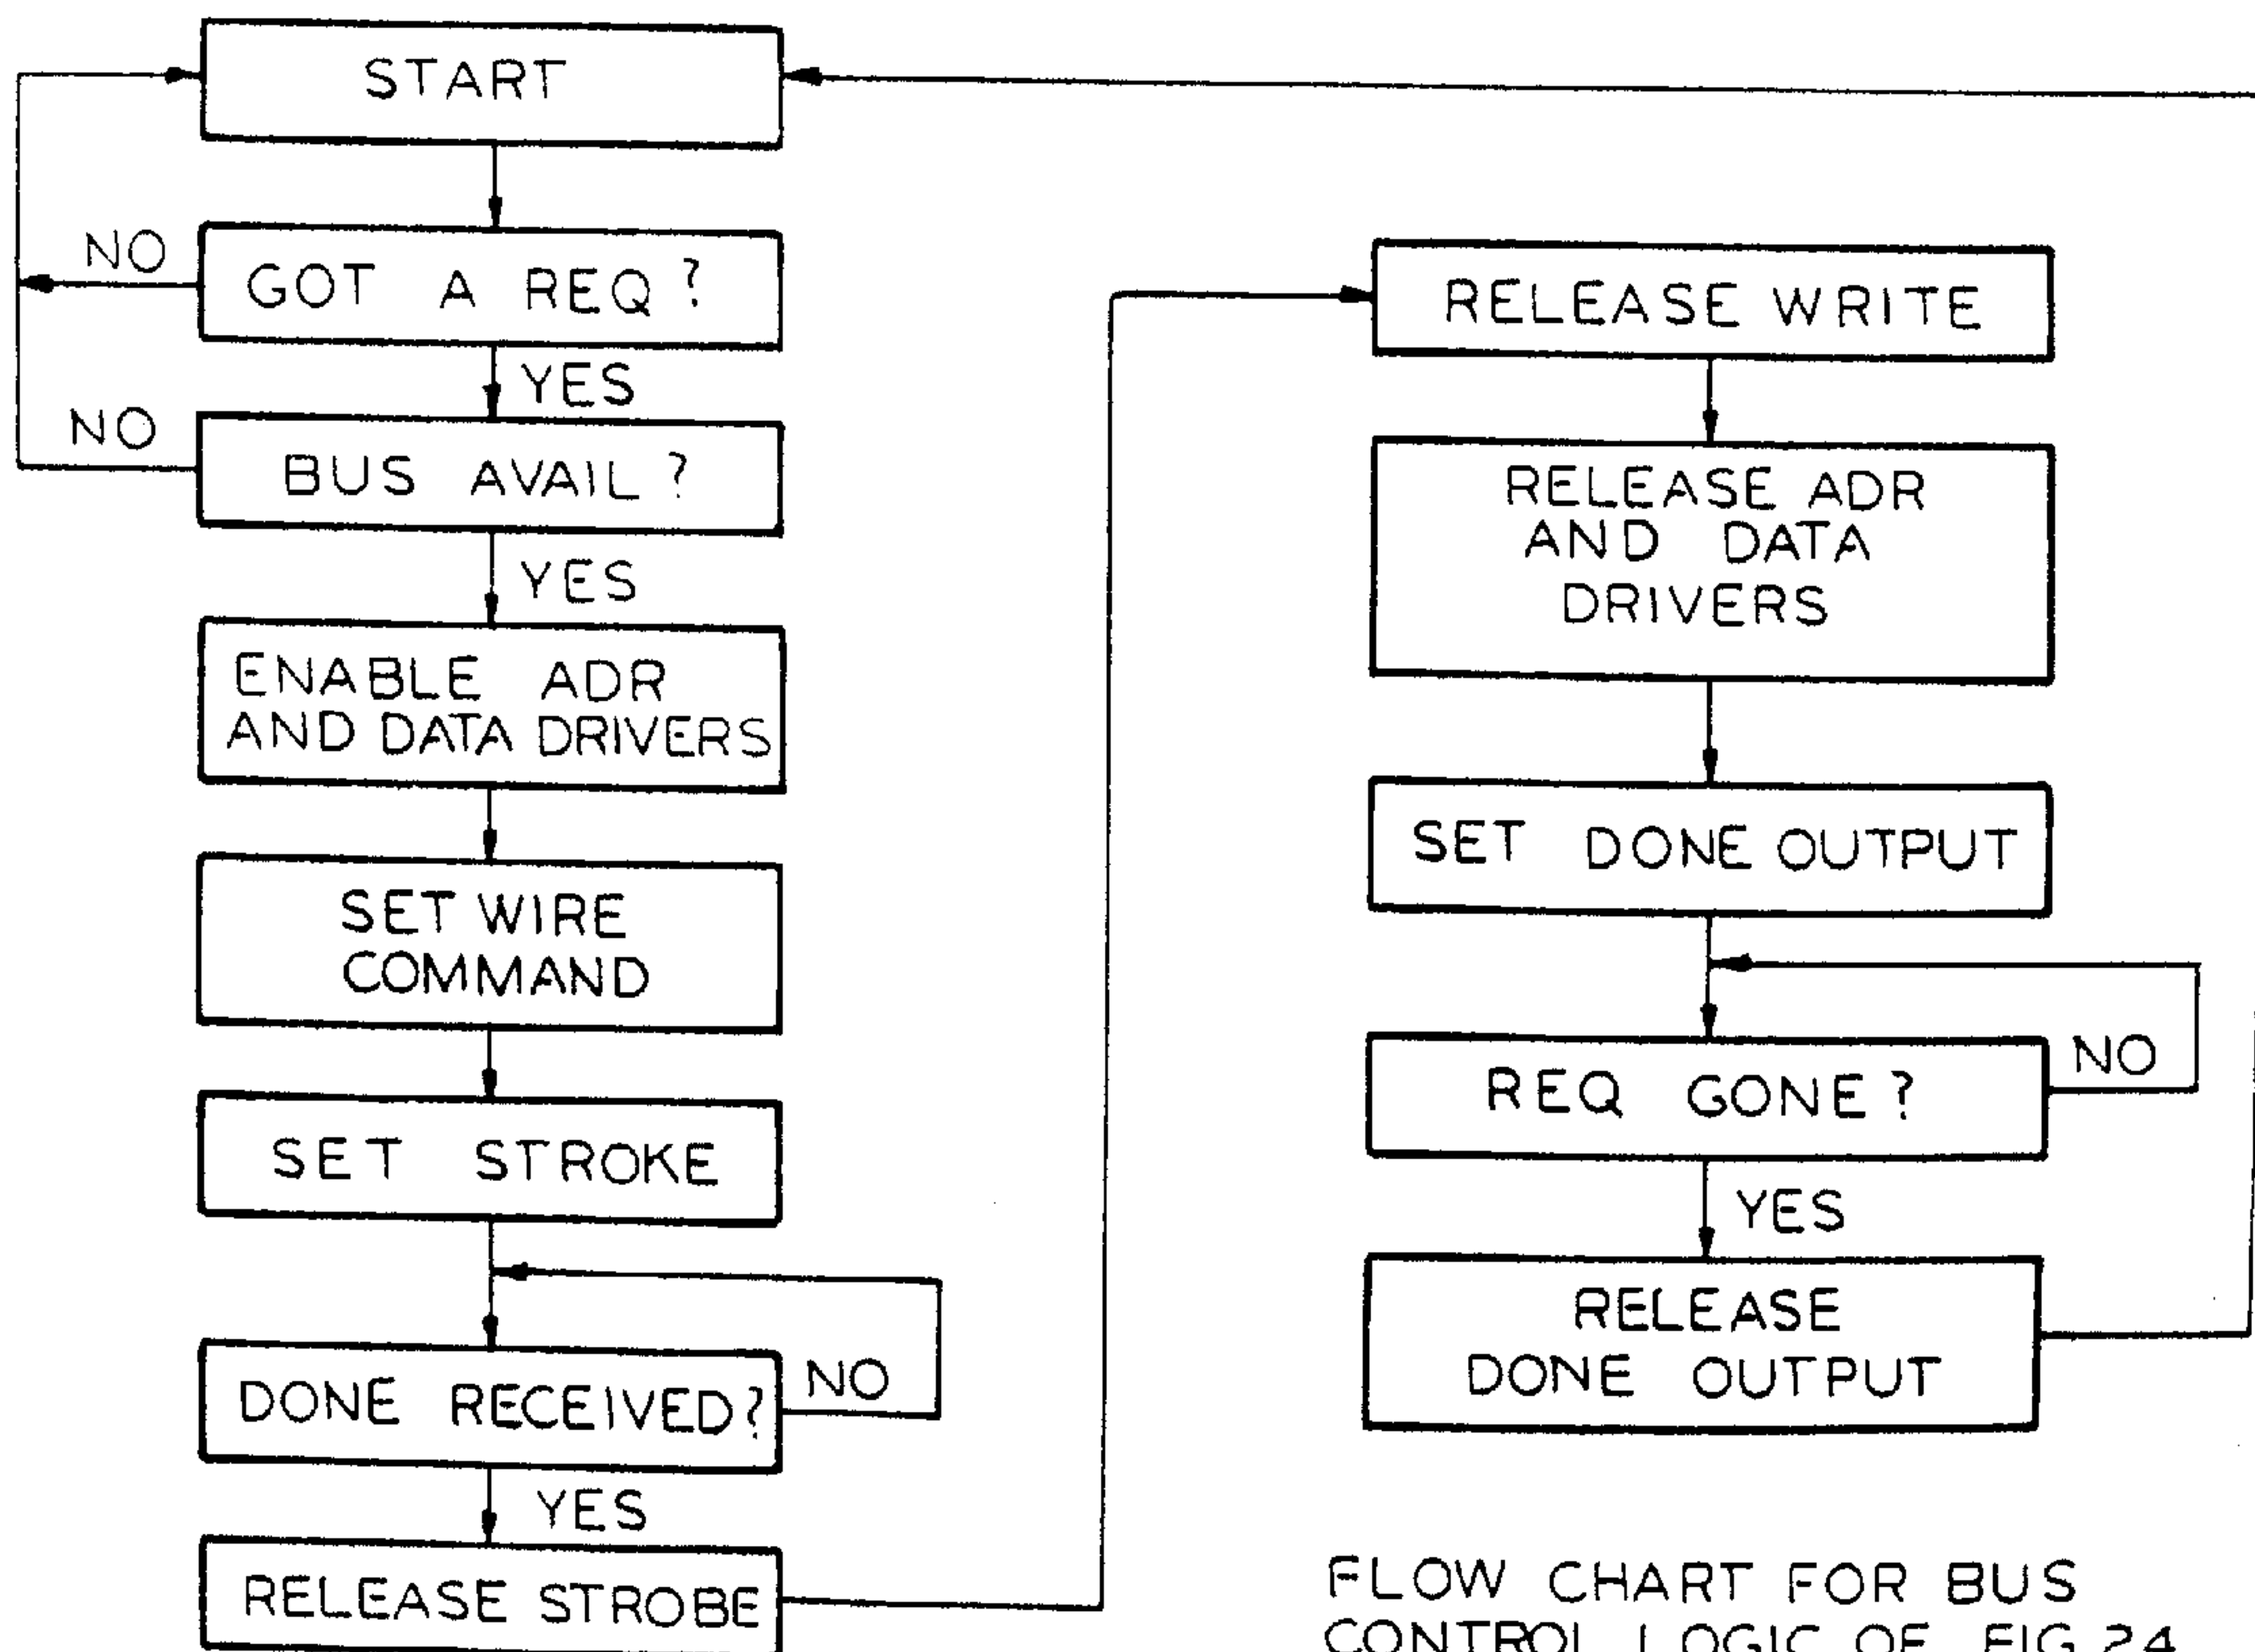 START
NO
GOT A REQ?
YES
NO
BUS AVAIL?
YES
ENABLE ADR
AND DATA DRIVERS
SET WIRE
COMMAND
SET STROKE
DONE RECEIVED?
NO
YES
RELEASE STROBE
RELEASE WRITE
RELEASE ADR
AND DATA
DRIVERS
SET DONE OUTPUT
REQ GONE?
NO
YES
RELEASE
DONE OUTPUT
FLOW CHART FOR BUS
CONTROL LOGIC OF FIG.24